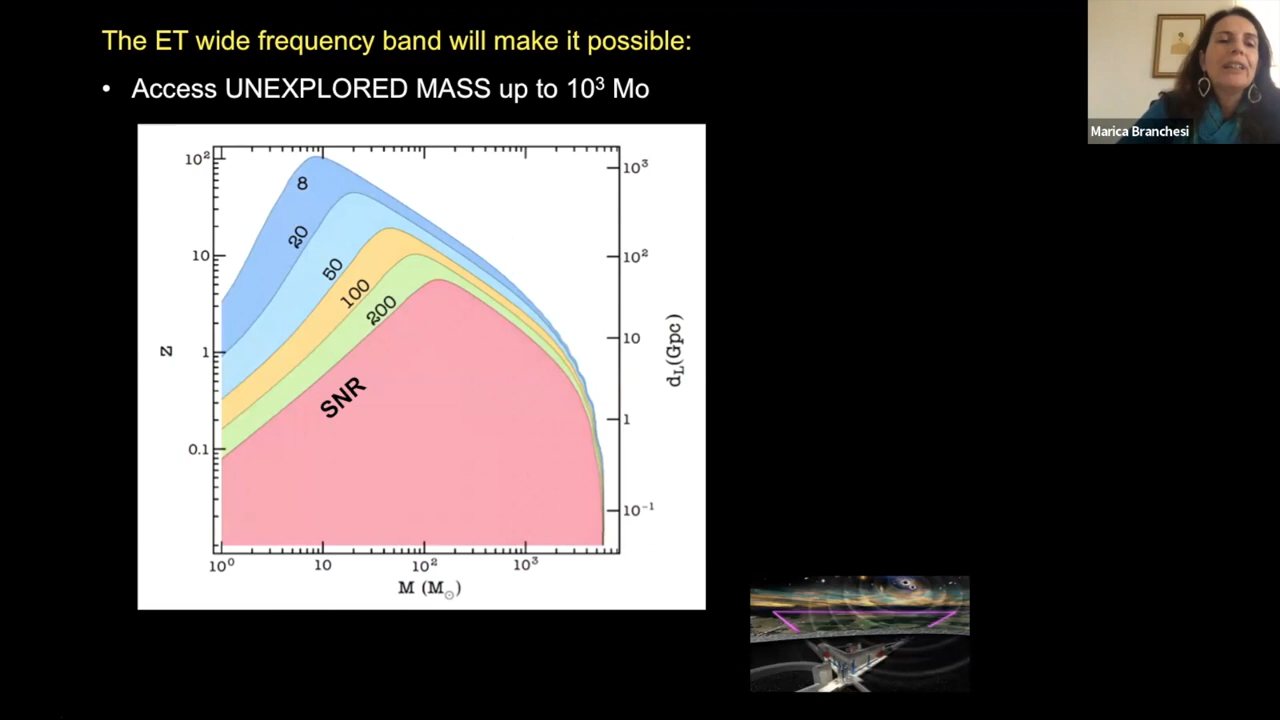 The ET wide frequency band will make it possible:
• Access UNEXPLORED MASS up to 10³ Mo
Marica Branchesi
10²
10
1
0.1
z
8
20
50
100
200
SNR
10³
10²
10
1
10⁻¹
d_L(Gpc)
10⁰ 10 10² 10³
M (M⊙)